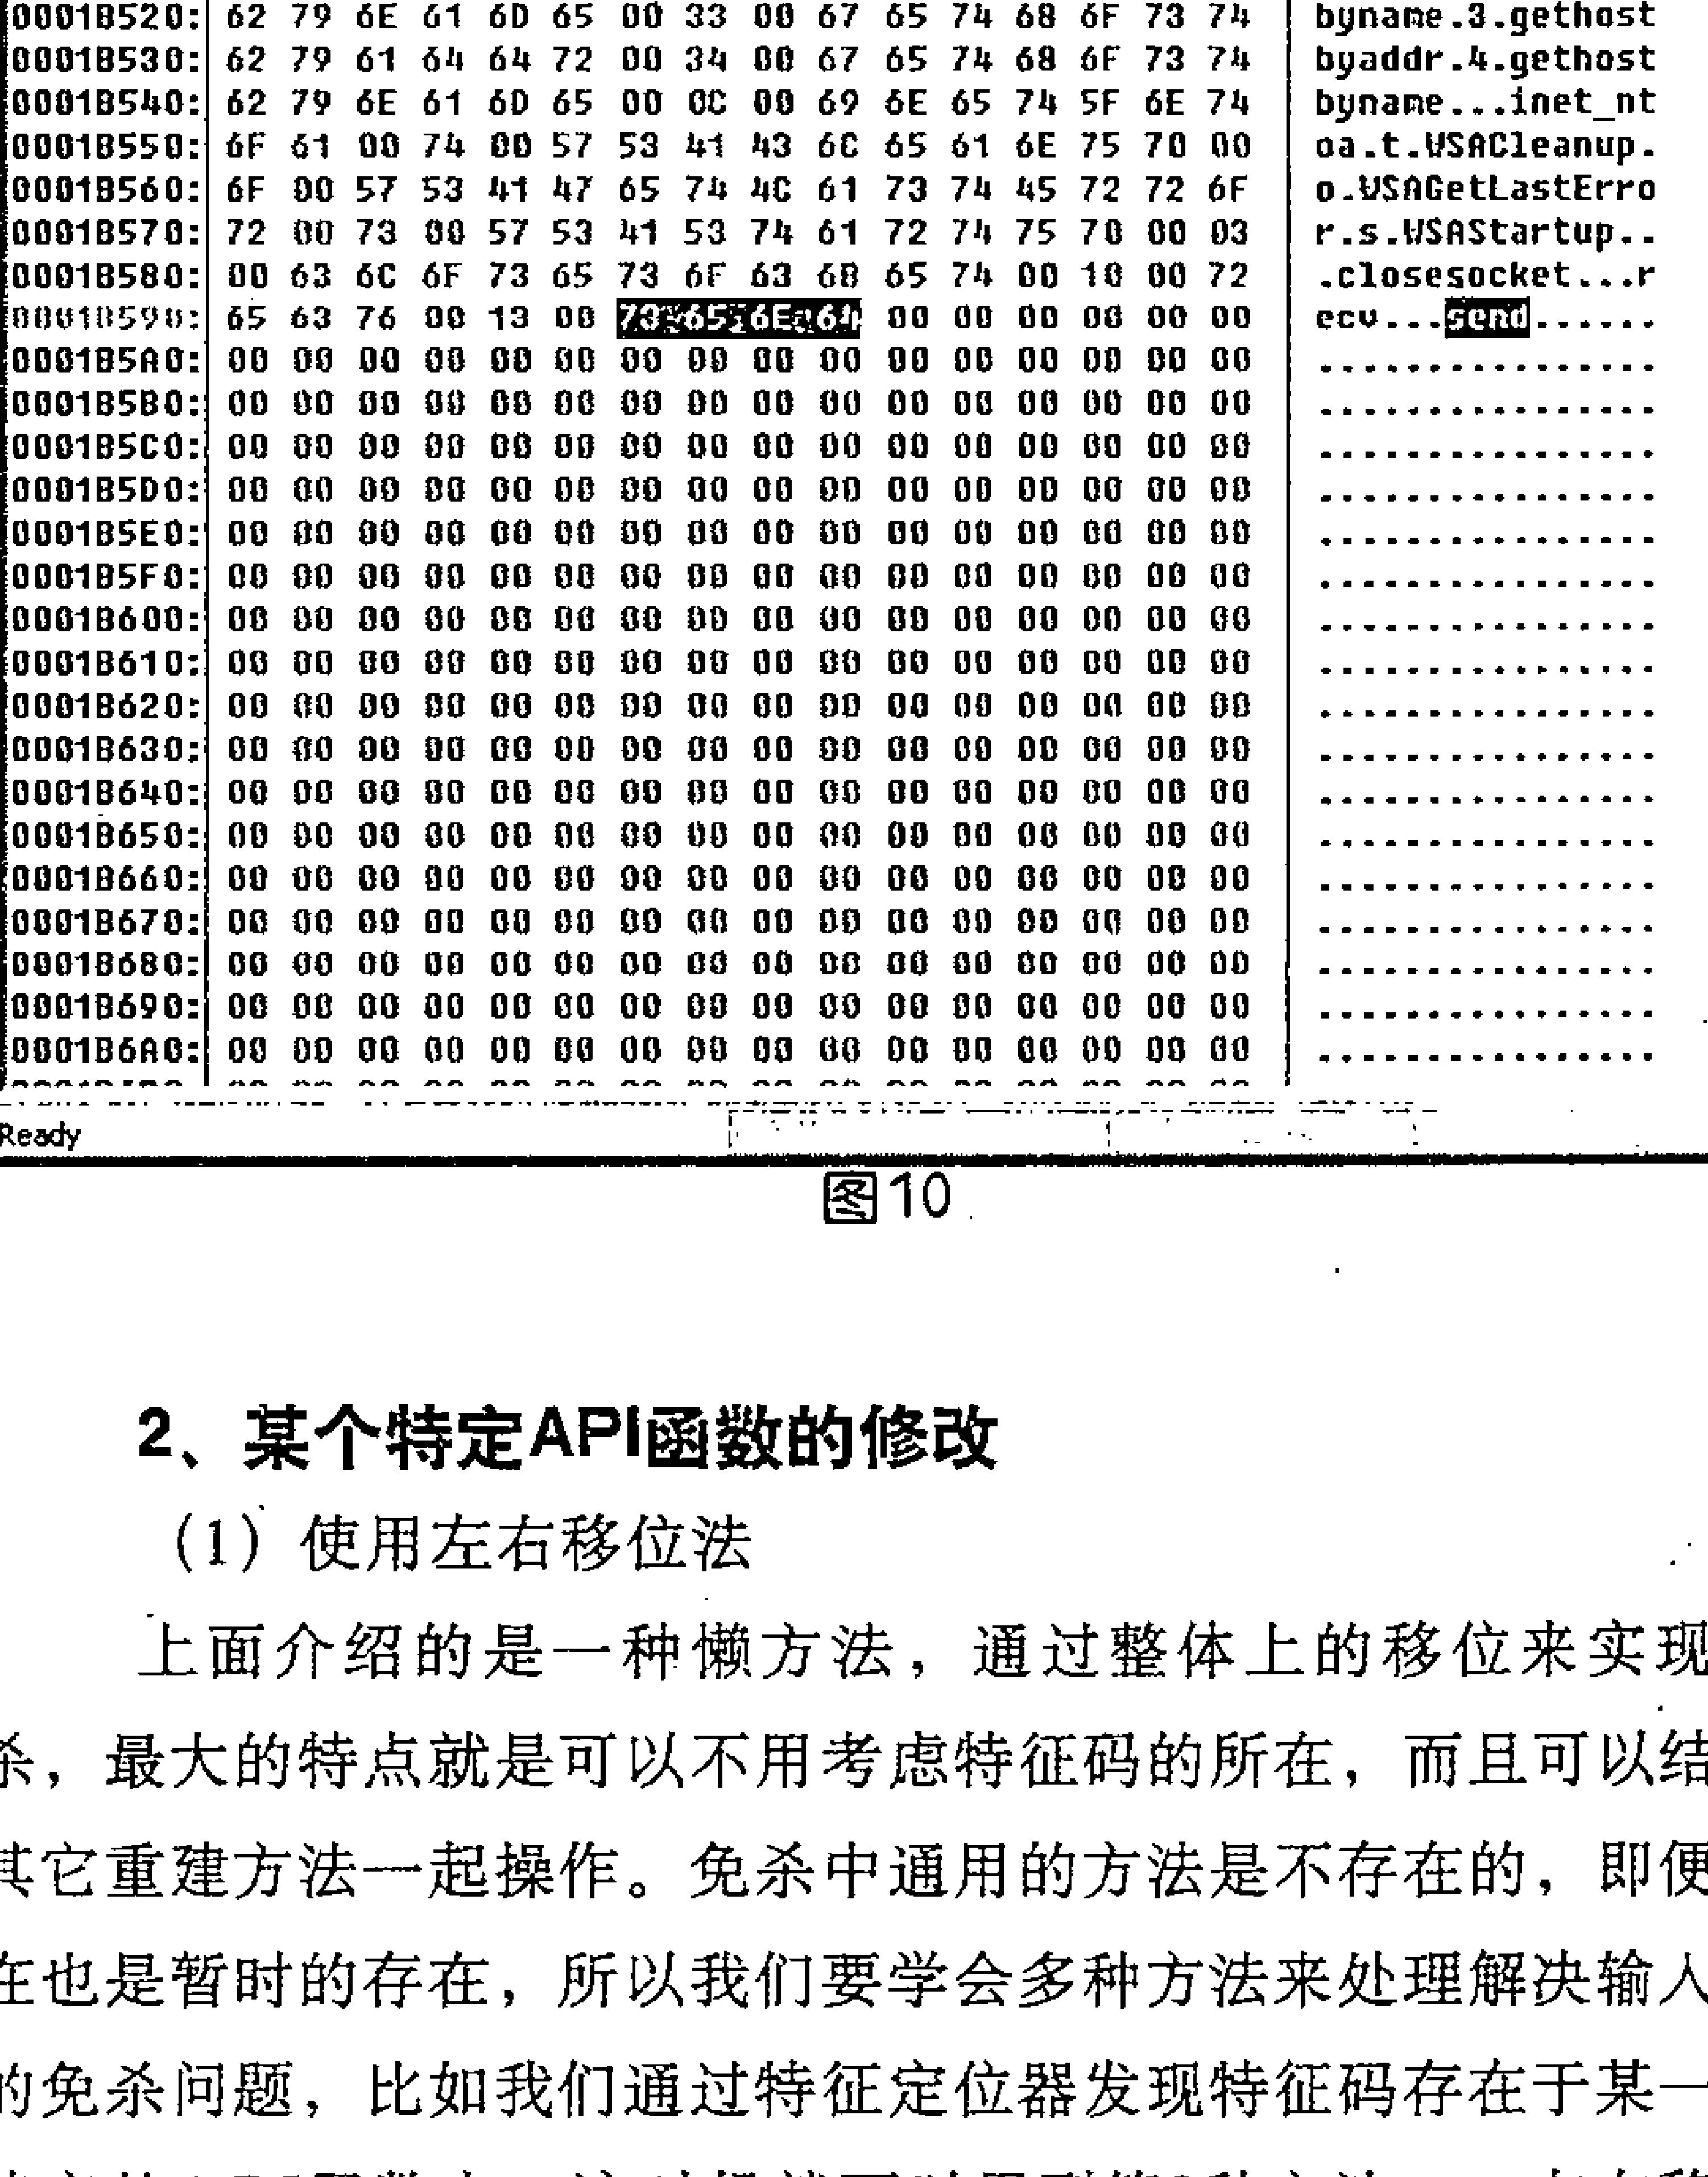 0001B520: 62 79 6E 61 6D 65 00 33 00 67 65 74 68 6F 73 74 byname.3.gethost
0001B530: 62 79 61 64 64 72 00 34 00 67 65 74 68 6F 73 74 byaddr.4.gethost
0001B540: 62 79 6E 61 6D 65 00 0C 00 69 6E 65 74 5F 6E 74 byname...inet_nt
0001B550: 6F 61 00 74 00 57 53 41 43 6C 65 61 6E 75 70 00 oa.t.WSACleanup.
0001B560: 6F 00 57 53 41 47 65 74 4C 61 73 74 45 72 72 6F o.WSAGetLastErro
0001B570: 72 00 73 00 57 53 41 53 74 61 72 74 75 70 00 03 r.s.WSAStartup..
0001B580: 00 63 6C 6F 73 65 73 6F 63 6B 65 74 00 10 00 72 .closesocket...r
0001B590: 65 63 76 00 13 00 73 65 6E 64 00 00 00 00 00 00 ecv...send......
0001B5A0: 00 00 00 00 00 00 00 00 00 00 00 00 00 00 00 00 ................
0001B5B0: 00 00 00 00 00 00 00 00 00 00 00 00 00 00 00 00 ................
0001B5C0: 00 00 00 00 00 00 00 00 00 00 00 00 00 00 00 00 ................
0001B5D0: 00 00 00 00 00 00 00 00 00 00 00 00 00 00 00 00 ................
0001B5E0: 00 00 00 00 00 00 00 00 00 00 00 00 00 00 00 00 ................
0001B5F0: 00 00 00 00 00 00 00 00 00 00 00 00 00 00 00 00 ................
0001B600: 00 00 00 00 00 00 00 00 00 00 00 00 00 00 00 00 ................
0001B610: 00 00 00 00 00 00 00 00 00 00 00 00 00 00 00 00 ................
0001B620: 00 00 00 00 00 00 00 00 00 00 00 00 00 00 00 00 ................
0001B630: 00 00 00 00 00 00 00 00 00 00 00 00 00 00 00 00 ................
0001B640: 00 00 00 00 00 00 00 00 00 00 00 00 00 00 00 00 ................
0001B650: 00 00 00 00 00 00 00 00 00 00 00 00 00 00 00 00 ................
0001B660: 00 00 00 00 00 00 00 00 00 00 00 00 00 00 00 00 ................
0001B670: 00 00 00 00 00 00 00 00 00 00 00 00 00 00 00 00 ................
0001B680: 00 00 00 00 00 00 00 00 00 00 00 00 00 00 00 00 ................
0001B690: 00 00 00 00 00 00 00 00 00 00 00 00 00 00 00 00 ................
0001B6A0: 00 00 00 00 00 00 00 00 00 00 00 00 00 00 00 00 ................
Ready
图10
2、某个特定API函数的修改
（1）使用左右移位法
上面介绍的是一种懒方法，通过整体上的移位来实现
杀，最大的特点就是可以不用考虑特征码的所在，而且可以结
其它重建方法一起操作。免杀中通用的方法是不存在的，即便
在也是暂时的存在，所以我们要学会多种方法来处理解决输入
的免杀问题，比如我们通过特征定位器发现特征码存在于某一